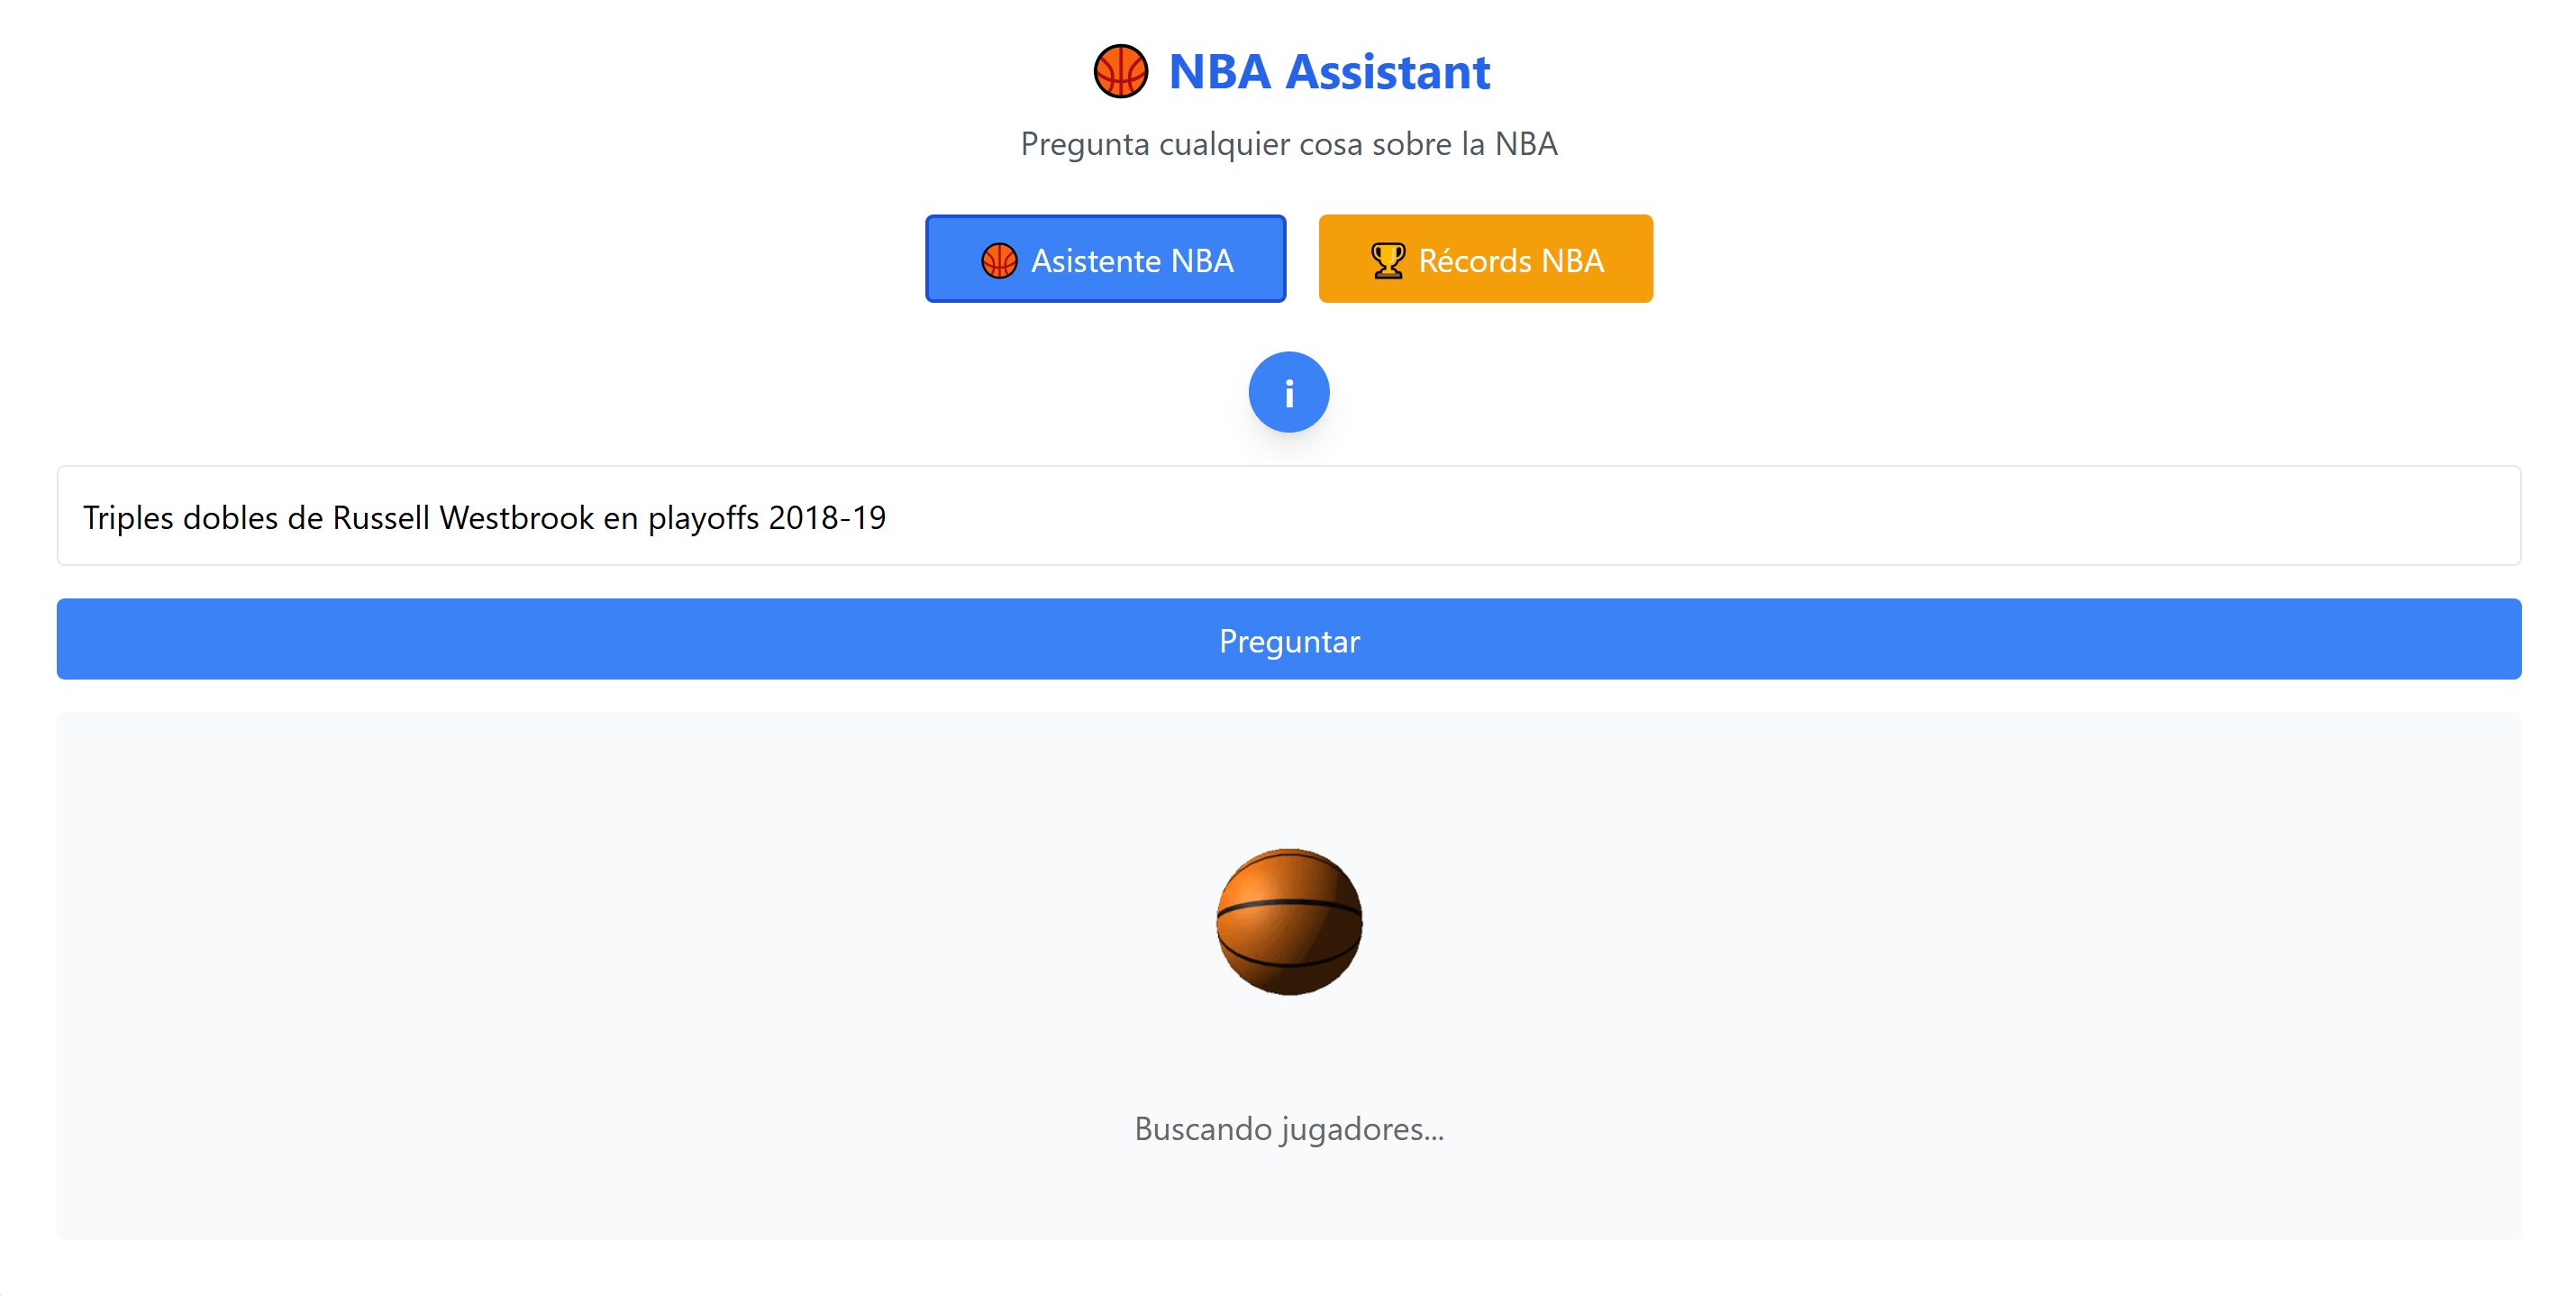 NBA Assistant
Pregunta cualquier cosa sobre la NBA
Asistente NBA
Récords NBA
i
Triples dobles de Russell Westbrook en playoffs 2018-19
Preguntar
Buscando jugadores...